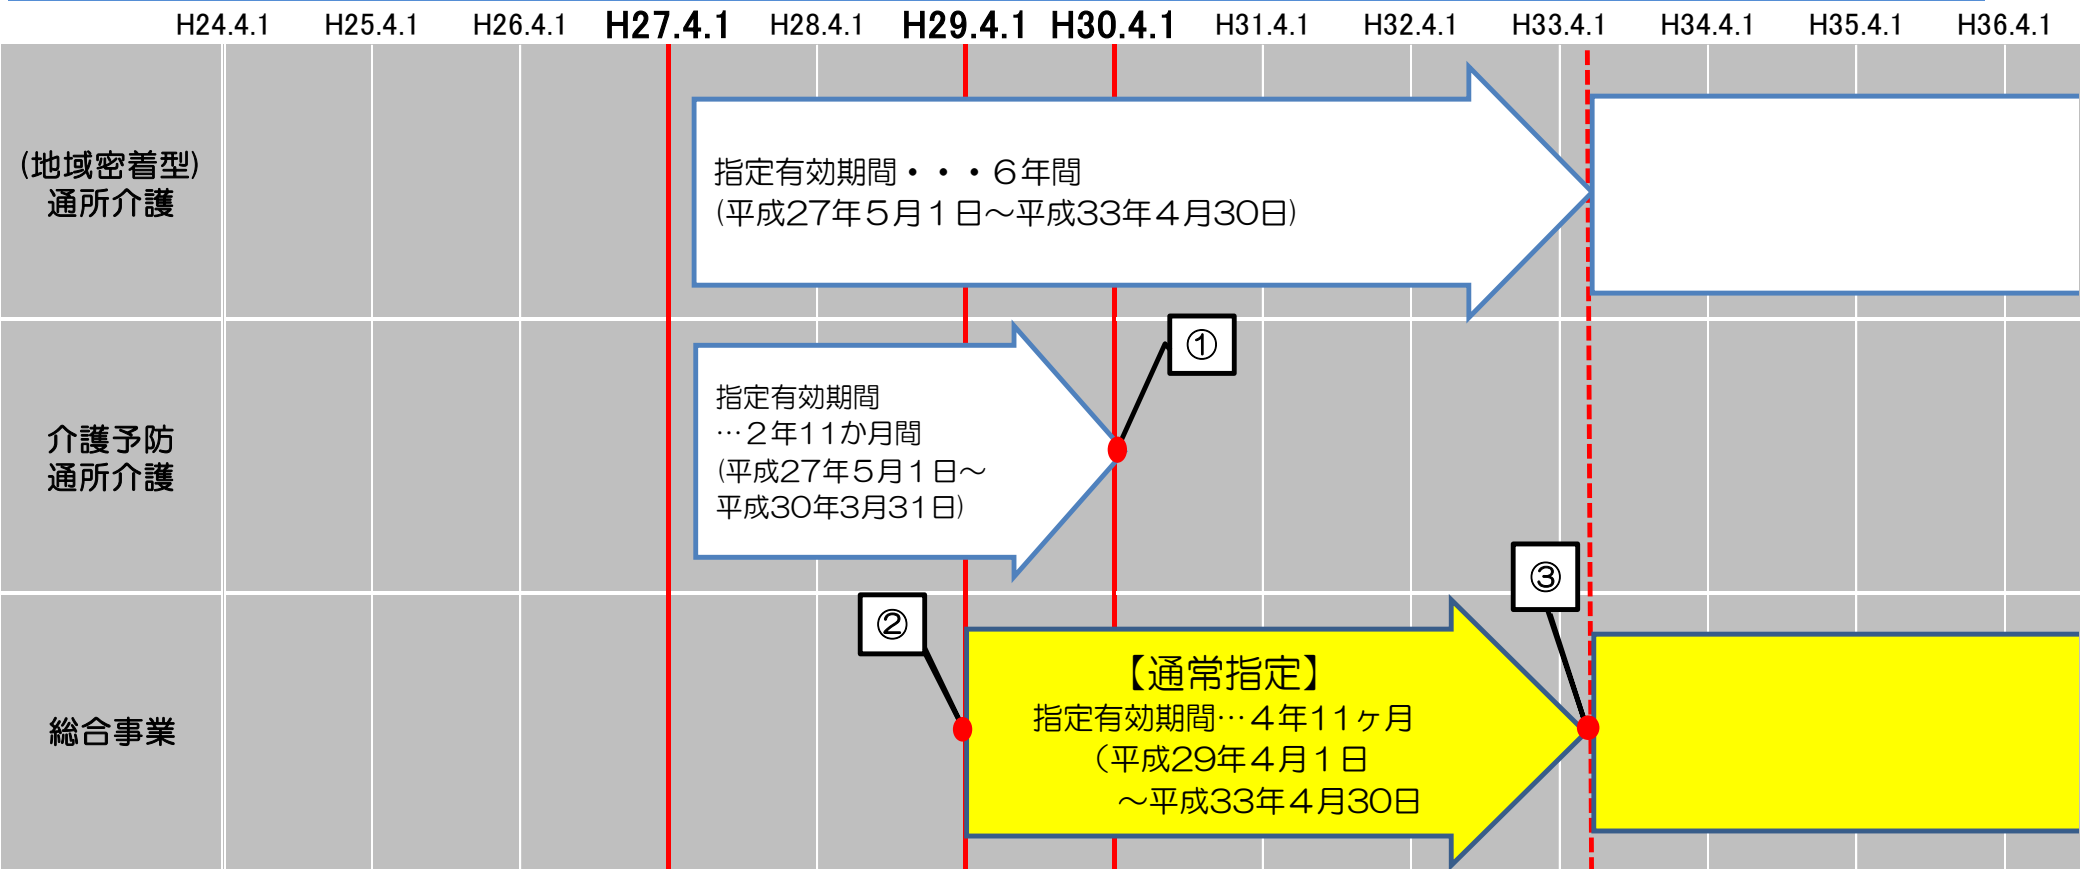 H24.4.1 H25.4.1 H26.4.1 H27.4.1 H28.4.1 H29.4.1 H30.4.1 H31.4.1 H32.4.1 H33.4.1 H34.4.1 H35.4.1 H36.4.1
(地域密着型)
通所介護
指定有効期間・・・６年間
(平成27年５月１日～平成33年４月30日)
介護予防
通所介護
指定有効期間
…２年11か月間
(平成27年５月１日～
平成30年3月31日)
①
総合事業
②
【通常指定】
指定有効期間…４年11ヶ月
（平成29年４月１日
～平成33年４月30日
③